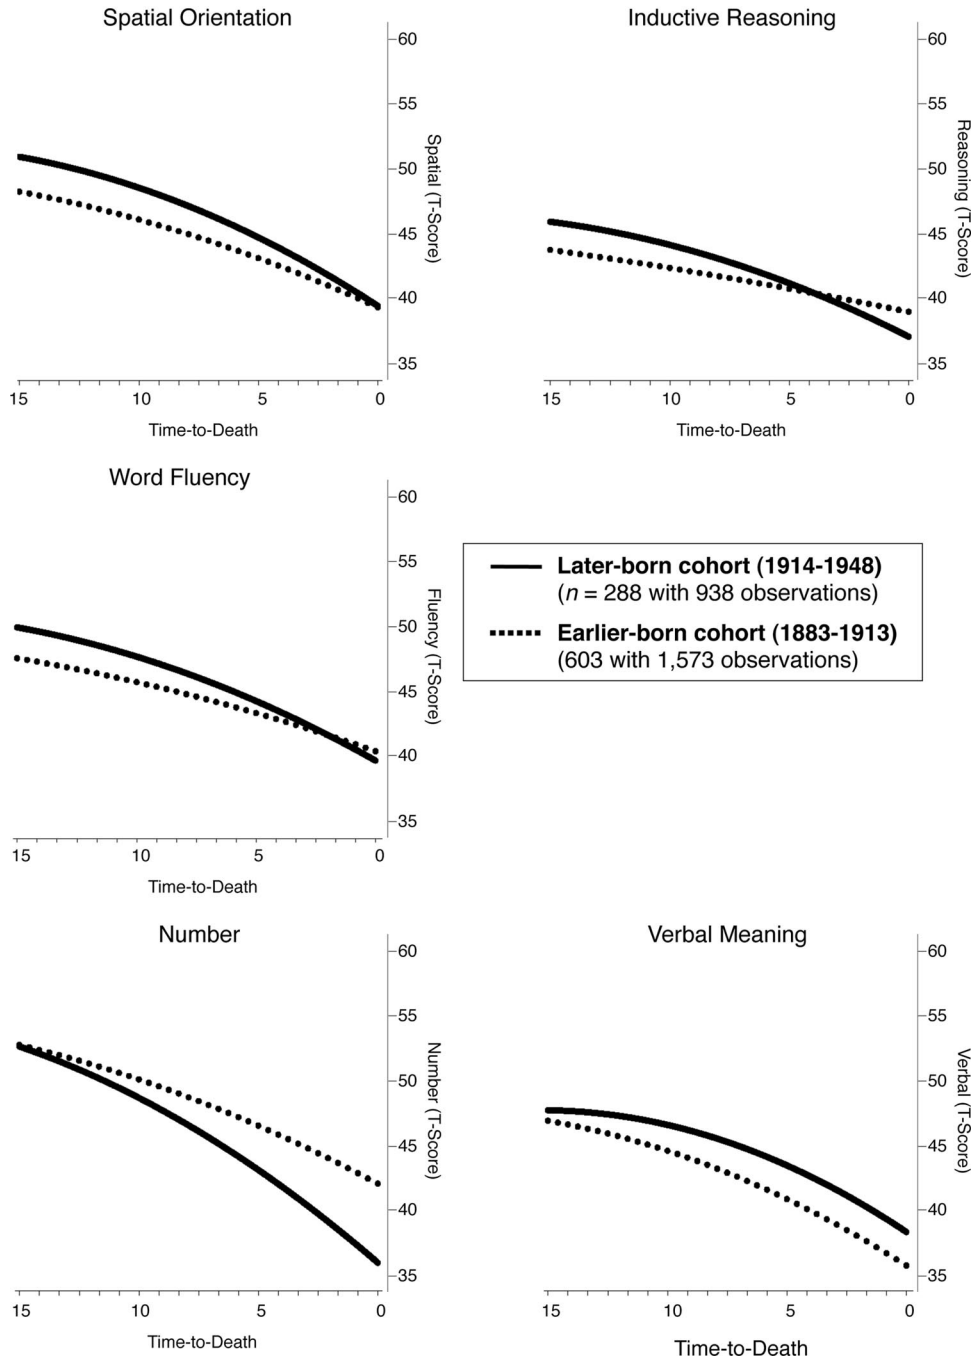 Spatial Orientation
60
55
50
45
40
35
Spatial (T-Score)
15 10 5 0
Time-to-Death
Inductive Reasoning
60
55
50
45
40
35
Reasoning (T-Score)
15 10 5 0
Time-to-Death
Word Fluency
60
55
50
45
40
35
Fluency (T-Score)
15 10 5 0
Time-to-Death
Later-born cohort (1914-1948)
(n = 288 with 938 observations)
Earlier-born cohort (1883-1913)
(603 with 1,573 observations)
Number
60
55
50
45
40
35
Number (T-Score)
15 10 5 0
Time-to-Death
Verbal Meaning
60
55
50
45
40
35
Verbal (T-Score)
15 10 5 0
Time-to-Death